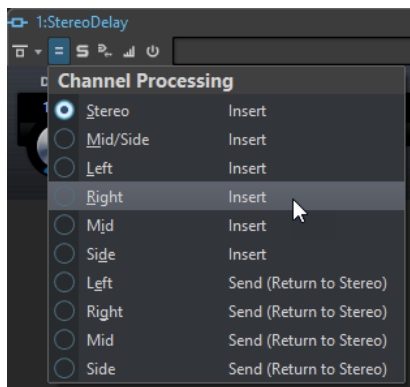 1:StereoDelay
= S
Channel Processing
Stereo Insert
Mid/Side Insert
Left Insert
Right Insert
Mid Insert
Side Insert
Left Send (Return to Stereo)
Right Send (Return to Stereo)
Mid Send (Return to Stereo)
Side Send (Return to Stereo)